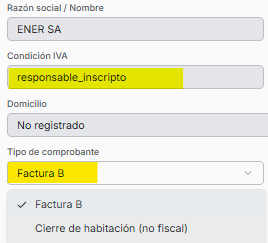 Razón social / Nombre
ENER SA
Condición IVA
responsable_inscripto
Domicilio
No registrado
Tipo de comprobante
Factura B
Factura B
Cierre de habitación (no fiscal)